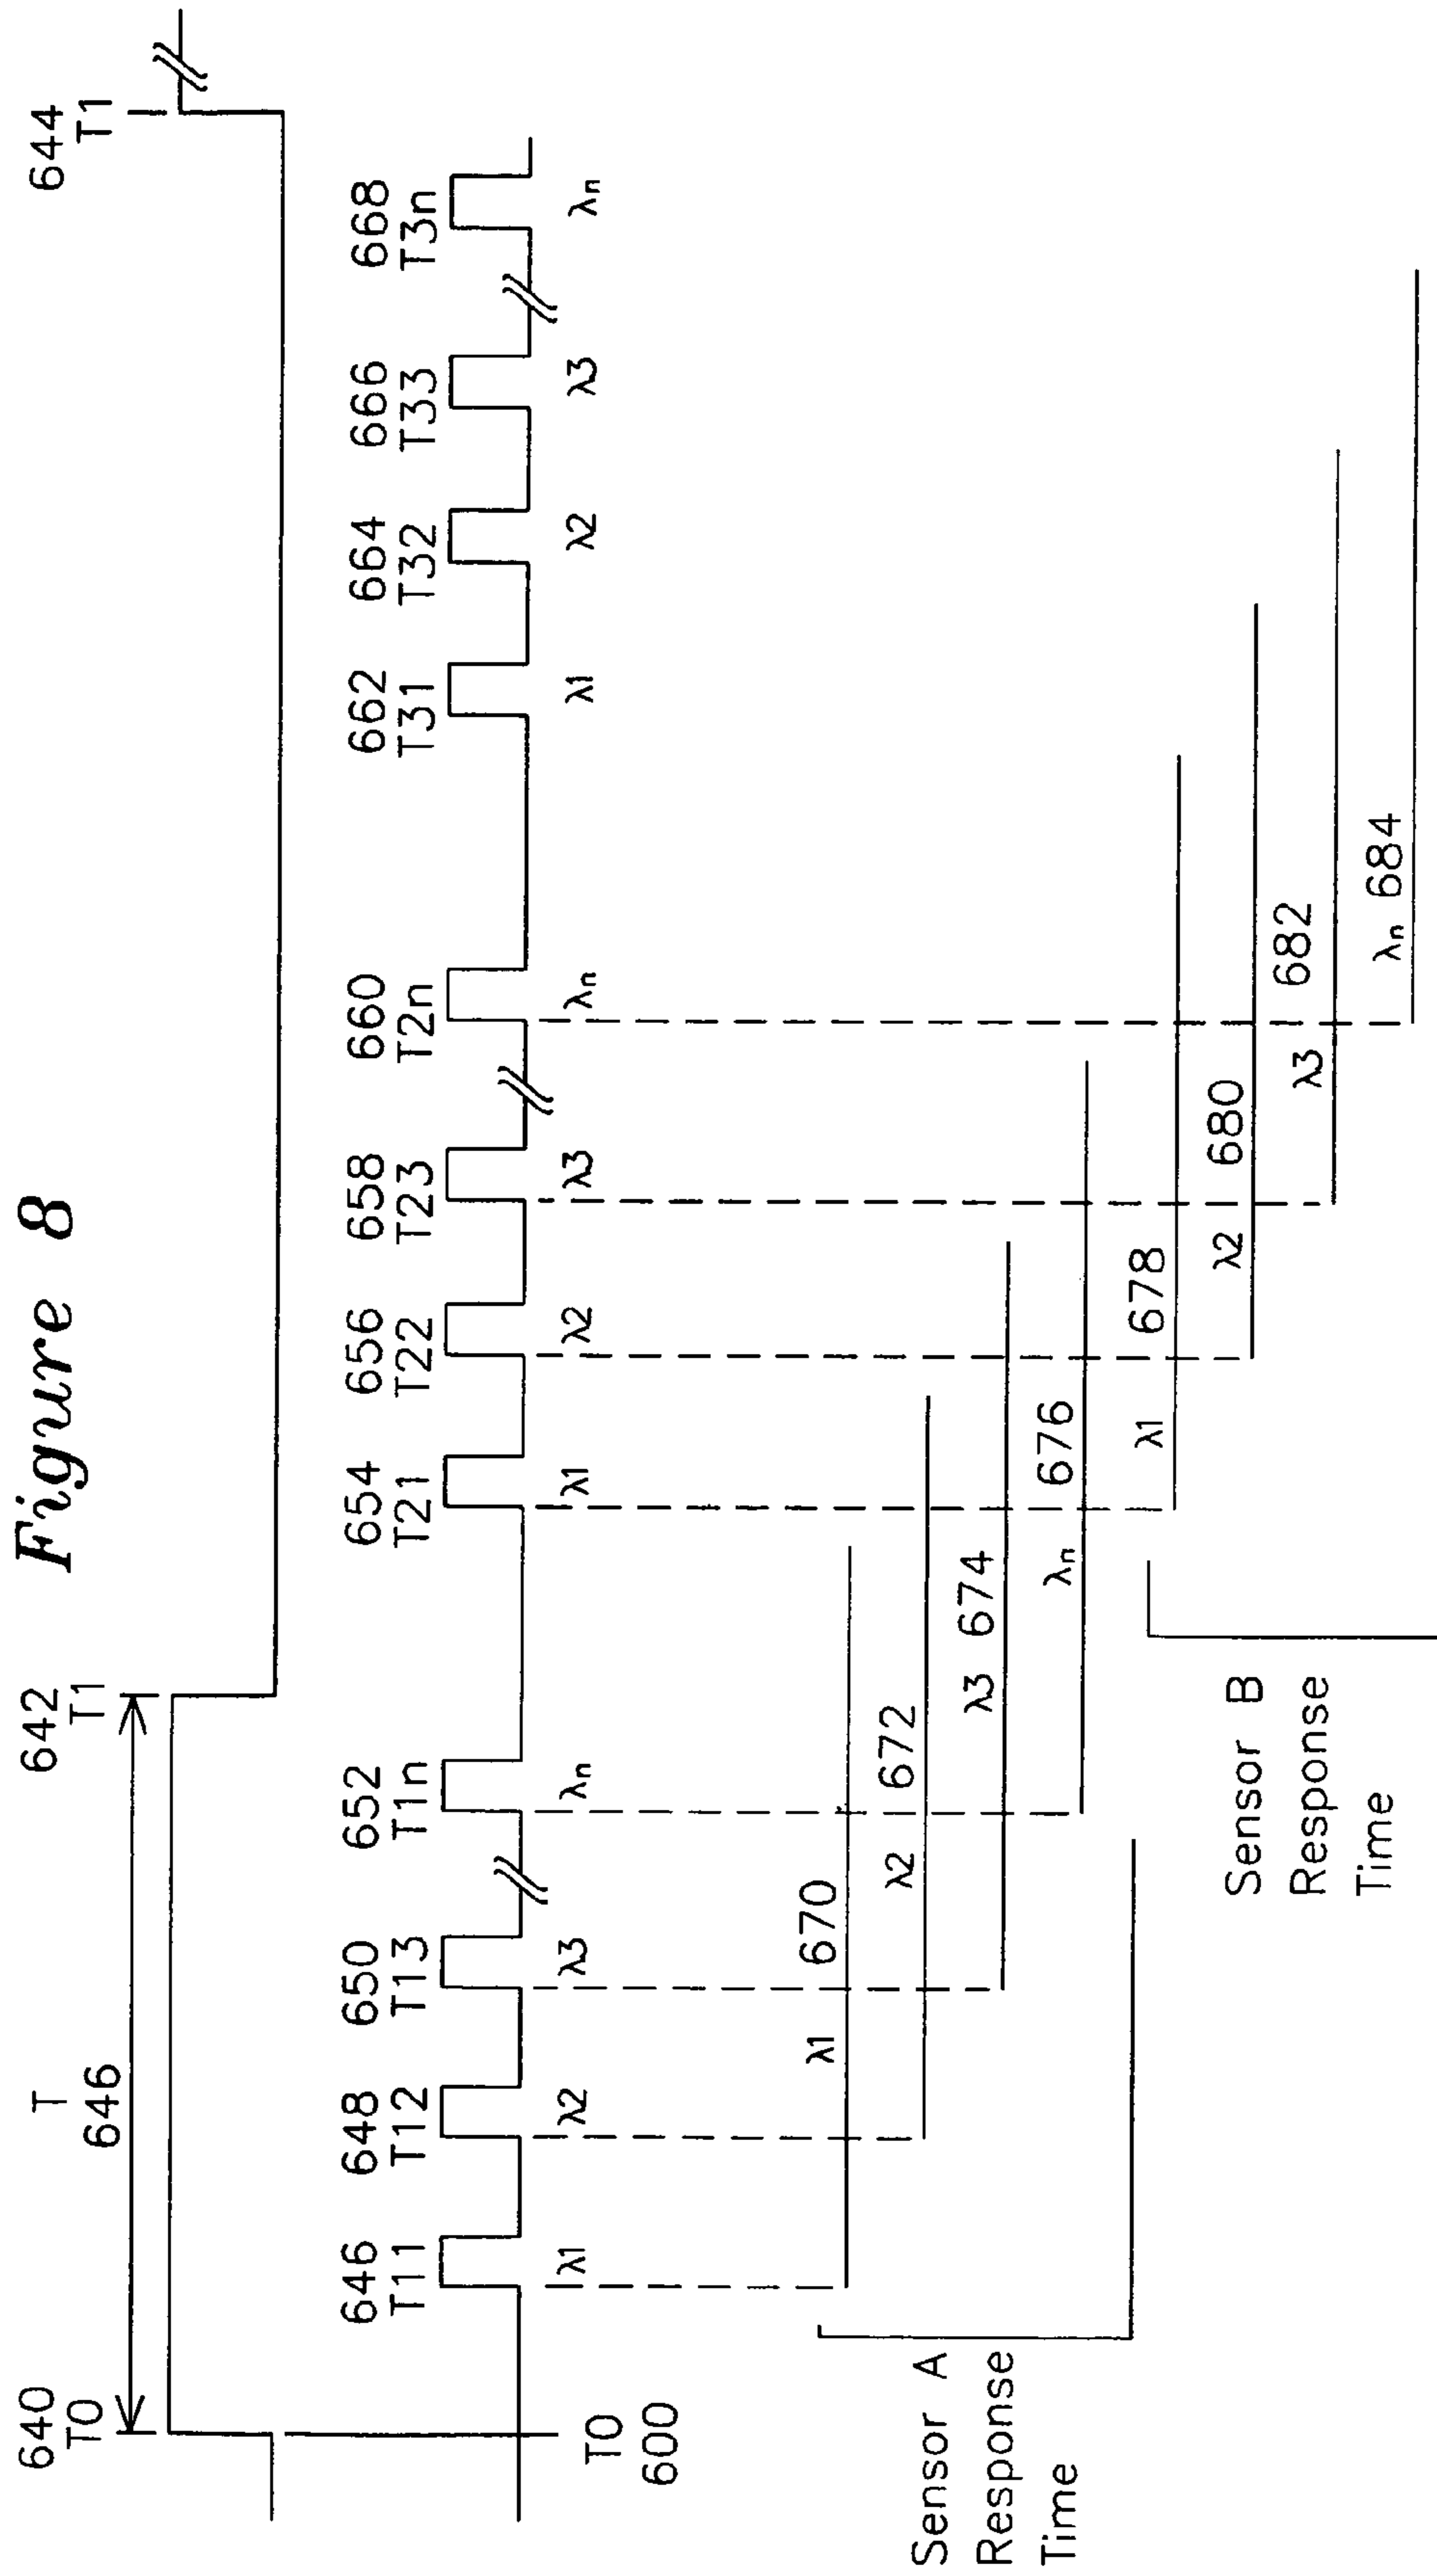 Figure 8
640
T0
T
646
642
T1
644
T1
646
T11
648
T12
650
T13
652
T1n
654
T21
656
T22
658
T23
660
T2n
662
T31
664
T32
666
T33
668
T3n
λ1
λ2
λ3
λn
λ1
λ2
λ3
λn
λ1
λ2
λ3
λn
T0
600
Sensor A
Response
Time
λ1
670
λ2
672
λ3 674
λn
676
Sensor B
Response
Time
λ1
678
λ2
680
λ3
682
λn 684